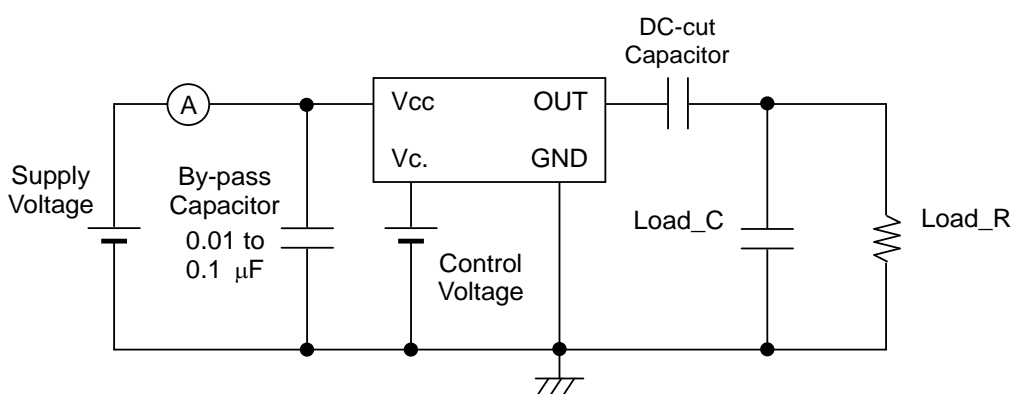 DC-cut
Capacitor
A
Vcc
OUT
Vc.
GND
Supply
Voltage
By-pass
Capacitor
0.01 to
0.1 μF
Control
Voltage
Load_C
Load_R